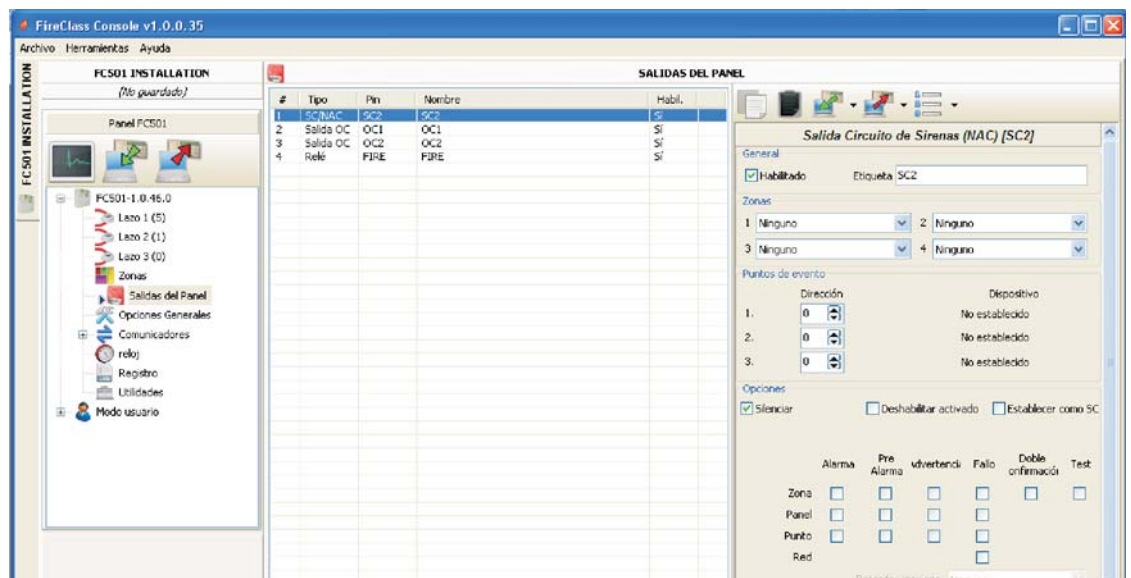 FireClass Console v1.0.0.35
Archivo Herramientas Ayuda
FC501 INSTALLATION
FC501 INSTALLATION
(No guardado)
Panel FC501
FC501-1.0.46.0
Lazo 1 (5)
Lazo 2 (1)
Lazo 3 (0)
Zonas
Salidas del Panel
Opciones Generales
Comunicadores
reloj
Registro
Utilidades
Modo usuario
SALIDAS DEL PANEL
# Tipo Pin Nombre Habil.
1 SC/NAC SC2 SC2 Sí
2 Salida OC OC1 OC1 Sí
3 Salida OC OC2 OC2 Sí
4 Relé FIRE FIRE Sí
Salida Circuito de Sirenas (NAC) [SC2]
General
Habilitado Etiqueta SC2
Zonas
1 Ninguno 2 Ninguno
3 Ninguno 4 Ninguno
Puntos de evento
Dirección Dispositivo
1. 0 No establecido
2. 0 No establecido
3. 0 No establecido
Opciones
Silenciar Deshabilitar activado Establecer como SC
Alarma Pre Alarma dvertenci Fallo Doble onfirmació Test
Zona
Panel
Punto
Red